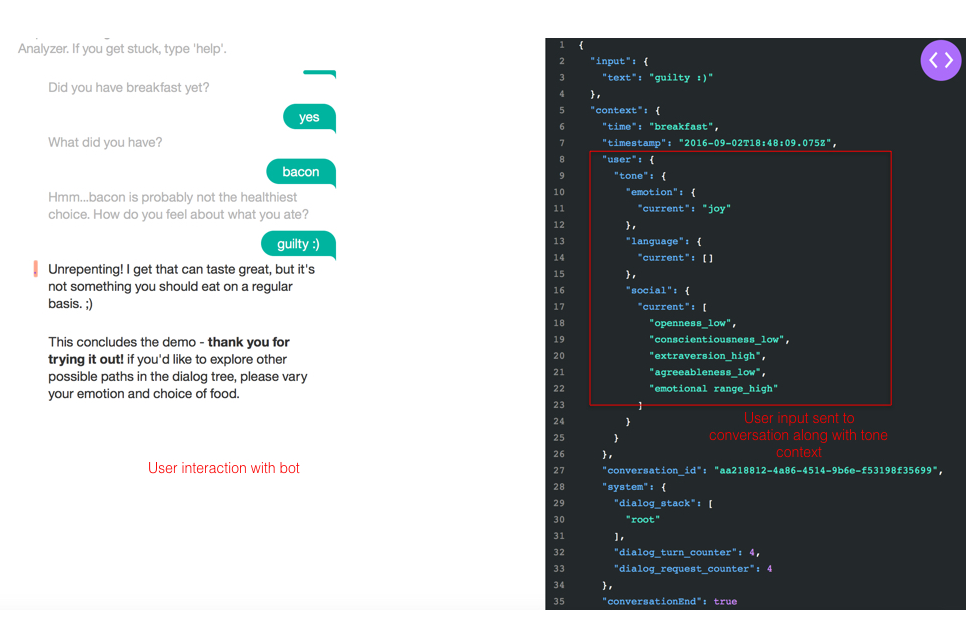 Analyzer. If you get stuck, type 'help'.
Did you have breakfast yet?
yes
What did you have?
bacon
Hmm...bacon is probably not the healthiest
choice. How do you feel about what you ate?
guilty :)
Unrepenting! I get that can taste great, but it's
not something you should eat on a regular
basis. ;)
This concludes the demo - thank you for
trying it out! if you'd like to explore other
possible paths in the dialog tree, please vary
your emotion and choice of food.
User interaction with bot
1 {
2 "input": {
3 "text": "guilty :)"
4 },
5 "context": {
6 "time": "breakfast",
7 "timestamp": "2016-09-02T18:48:09.075Z",
8 "user": {
9 "tone": {
10 "emotion": {
11 "current": "joy"
12 },
13 "language": {
14 "current": []
15 },
16 "social": {
17 "current": [
18 "openness_low",
19 "conscientiousness_low",
20 "extraversion_high",
21 "agreeableness_low",
22 "emotional range_high"
23 ]
24 }
25 }
26 },
27 "conversation_id": "aa218812-4a86-4514-9b6e-f53198f35699",
28 "system": {
29 "dialog_stack": [
30 "root"
31 ],
32 "dialog_turn_counter": 4,
33 "dialog_request_counter": 4
34 },
35 "conversationEnd": true
User input sent to
conversation along with tone
context